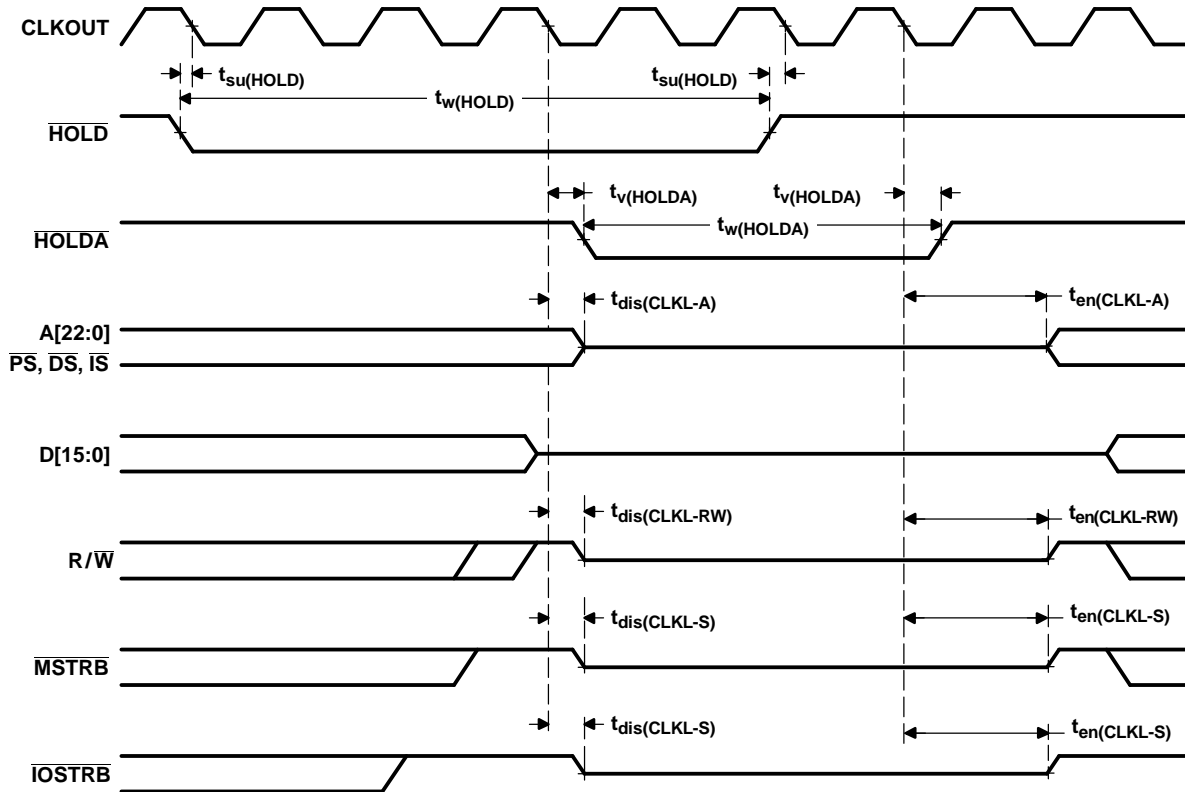 CLKOUT
tsu(HOLD)
tsu(HOLD)
tw(HOLD)
HOLD
tv(HOLDA)
tv(HOLDA)
tw(HOLDA)
HOLDA
tdis(CLKL-A)
ten(CLKL-A)
A[22:0]
PS, DS, IS
D[15:0]
tdis(CLKL-RW)
ten(CLKL-RW)
R/W
tdis(CLKL-S)
ten(CLKL-S)
MSTRB
tdis(CLKL-S)
ten(CLKL-S)
IOSTRB